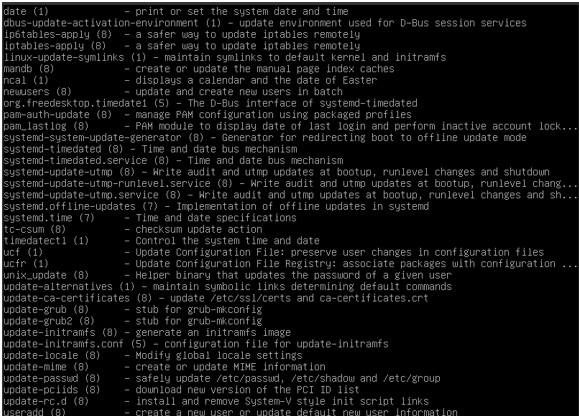 date (1)             - print or set the system date and time
dbus-update-activation-environment (1) - update environment used for D-Bus session services
ip6tables-apply (8)  - a safer way to update iptables remotely
iptables-apply (8)   - a safer way to update iptables remotely
linux-update-symlinks (1) - maintain symlinks to default kernel and initramfs
mandb (8)            - create or update the manual page index caches
ncal (1)             - displays a calendar and the date of Easter
newusers (8)         - update and create new users in batch
org.freedesktop.timedate1 (5) - The D-Bus interface of systemd-timedated
pam-auth-update (8)  - manage PAM configuration using packaged profiles
pam_lastlog (8)      - PAM module to display date of last login and perform inactive account lock...
systemd-system-update-generator (8) - Generator for redirecting boot to offline update mode
systemd-timedated (8) - Time and date bus mechanism
systemd-timedated.service (8) - Time and date bus mechanism
systemd-update-utmp (8) - Write audit and utmp updates at bootup, runlevel changes and shutdown
systemd-update-utmp-runlevel.service (8) - Write audit and utmp updates at bootup, runlevel chang...
systemd-update-utmp.service (8) - Write audit and utmp updates at bootup, runlevel changes and sh...
systemd.offline-updates (7) - Implementation of offline updates in systemd
systemd.time (7)     - Time and date specifications
tc-csum (8)          - checksum update action
timedatectl (1)      - Control the system time and date
ucf (1)              - Update Configuration File: preserve user changes in configuration files
ucfr (1)             - Update Configuration File Registry: associate packages with configuration ...
unix_update (8)      - Helper binary that updates the password of a given user
update-alternatives (1) - maintain symbolic links determining default commands
update-ca-certificates (8) - update /etc/ssl/certs and ca-certificates.crt
update-grub (8)      - stub for grub-mkconfig
update-grub2 (8)     - stub for grub-mkconfig
update-initramfs (8) - generate an initramfs image
update-initramfs.conf (5) - configuration file for update-initramfs
update-locale (8)    - Modify global locale settings
update-mime (8)      - create or update MIME information
update-passwd (8)    - safely update /etc/passwd, /etc/shadow and /etc/group
update-pciids (8)    - download new version of the PCI ID list
update-rc.d (8)      - install and remove System-V style init script links
useradd (8)          - create a new user or update default new user information